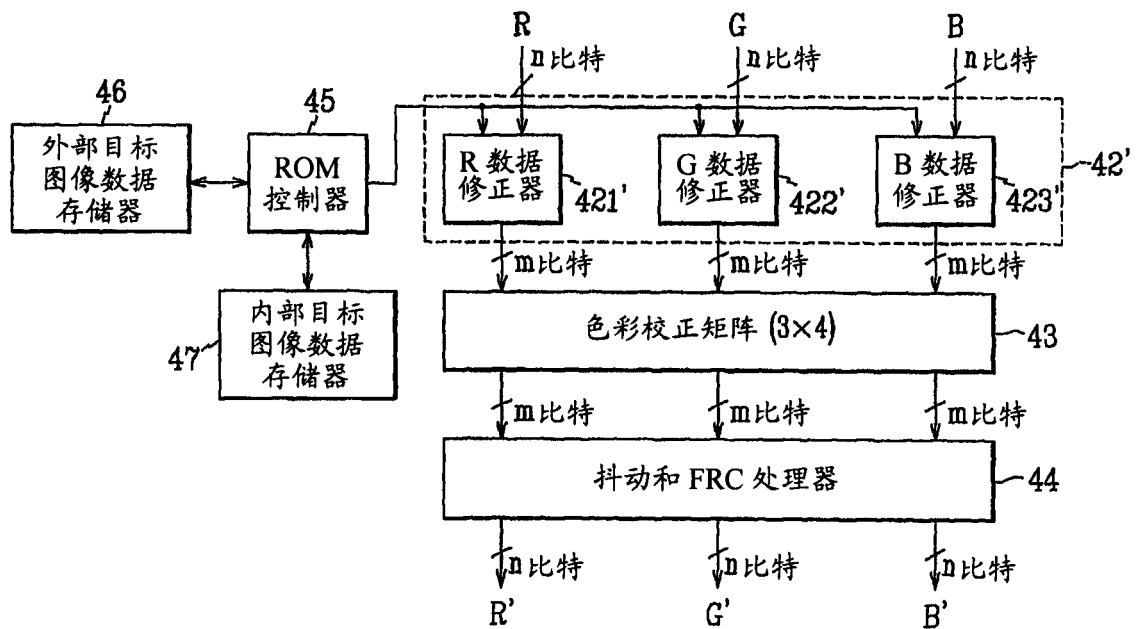 R G B
n比特 n比特 n比特
46
45
外部目标
图像数据
存储器
ROM
控制器
R 数据
修正器
421'
G 数据
修正器
422'
B 数据
修正器
423'
42'
m比特 m比特 m比特
内部目标
图像数据
存储器
47
色彩校正矩阵 (3×4)
43
m比特 m比特 m比特
抖动和 FRC 处理器
44
n比特 n比特 n比特
R' G' B'